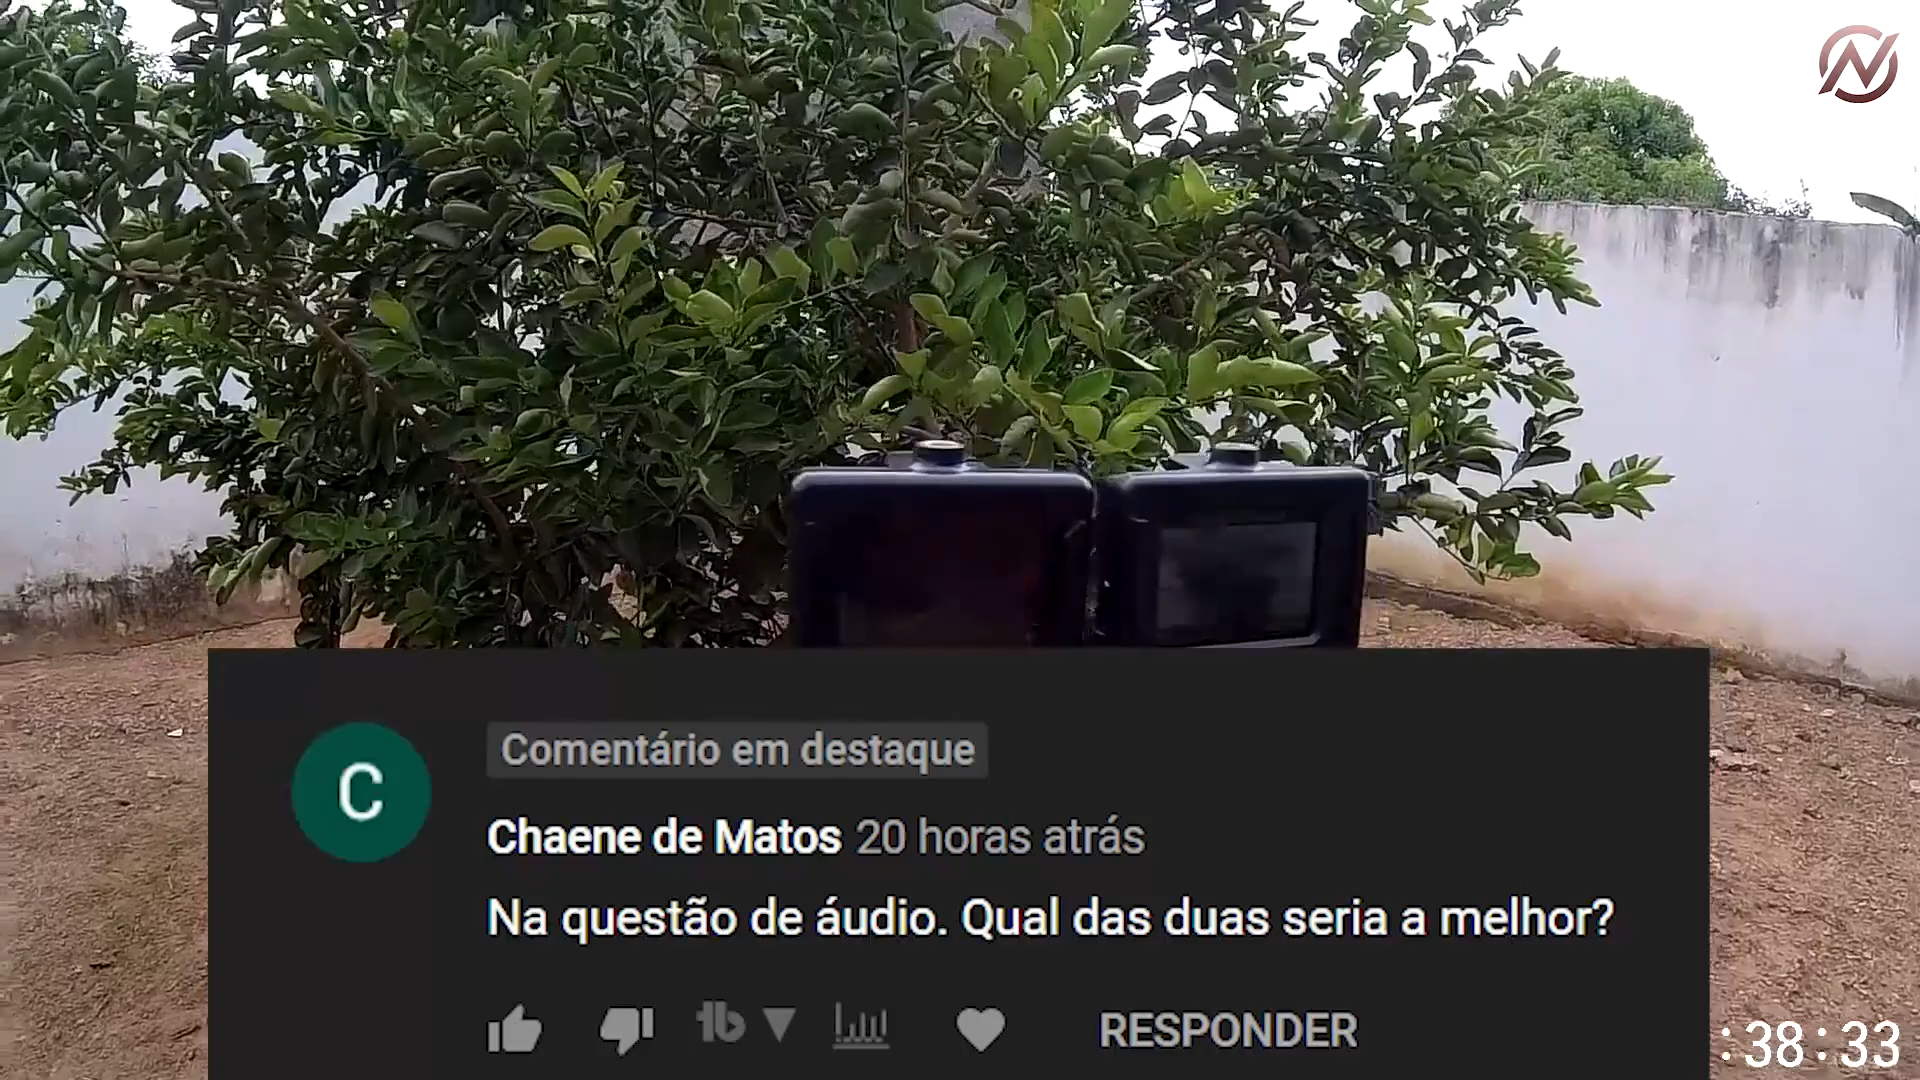 Comentário em destaque
C
Chaene de Matos 20 horas atrás
Na questão de áudio. Qual das duas seria a melhor?
tb
RESPONDER
:38:33